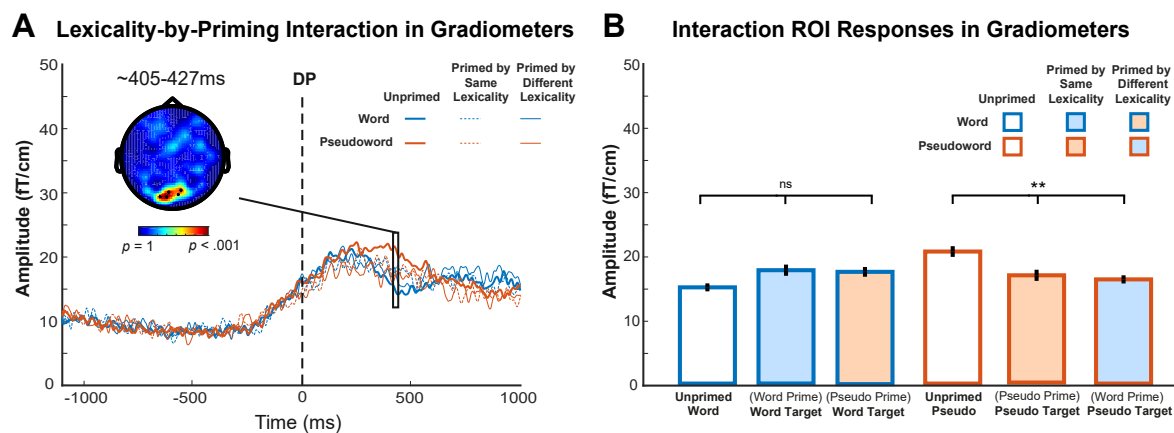 A Lexicality-by-Priming Interaction in Gradiometers
50
40
30
20
10
0
Amplitude (fT/cm)
~405-427ms
p = 1
p < .001
DP
Unprimed
Primed by
Same
Lexicality
Primed by
Different
Lexicality
Word
Pseudoword
-1000
-500
0
500
1000
Time (ms)
B Interaction ROI Responses in Gradiometers
50
40
30
20
10
0
Amplitude (fT/cm)
Unprimed
Primed by
Same
Lexicality
Primed by
Different
Lexicality
Word
Pseudoword
ns
**
Unprimed
Word
(Word Prime)
Word Target
(Pseudo Prime)
Word Target
Unprimed
Pseudo
(Pseudo Prime)
Pseudo Target
(Word Prime)
Pseudo Target